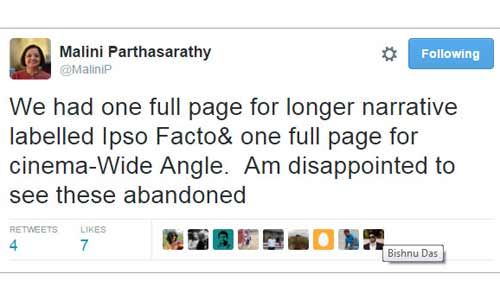 Malini Parthasarathy
@MaliniP
Following
We had one full page for longer narrative
labelled Ipso Facto& one full page for
cinema-Wide Angle.  Am disappointed to
see these abandoned
RETWEETS LIKES
4 7
Bishnu Das